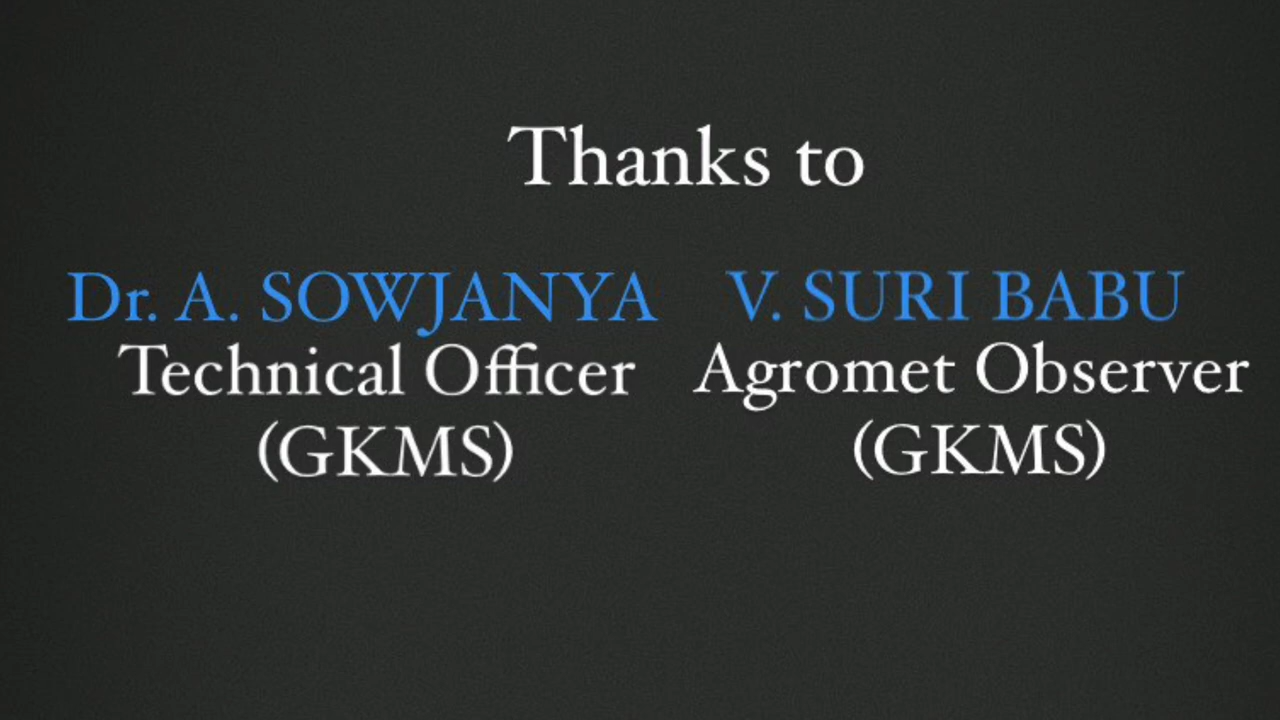 Thanks to
Dr. A. SOWJANYA
Technical Officer
(GKMS)
V. SURI BABU
Agromet Observer
(GKMS)